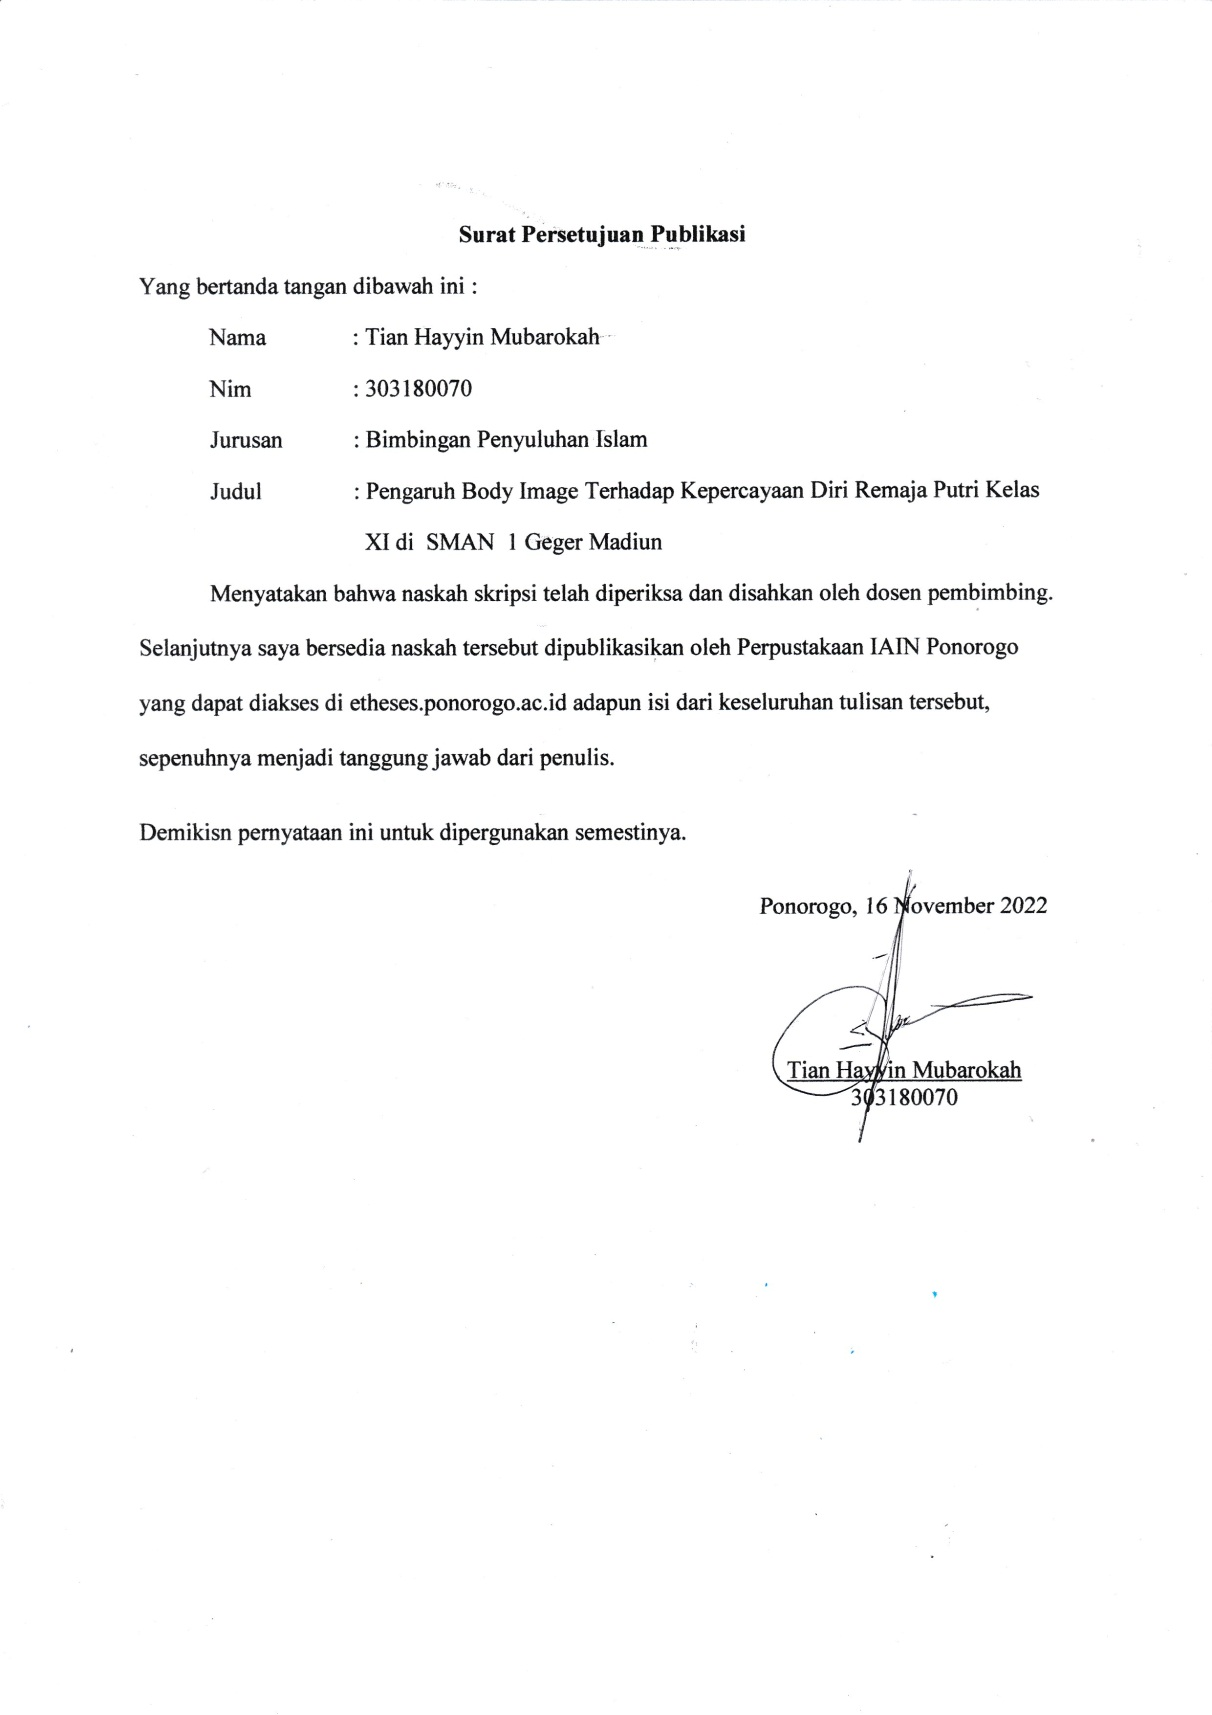 Surat Persetujuan Publikasi
Yang bertanda tangan dibawah ini :
Nama : Tian Hayyin Mubarokah
Nim : 303180070
Jurusan : Bimbingan Penyuluhan Islam
Judul : Pengaruh Body Image Terhadap Kepercayaan Diri Remaja Putri Kelas
XI di SMAN 1 Geger Madiun
Menyatakan bahwa naskah skripsi telah diperiksa dan disahkan oleh dosen pembimbing.
Selanjutnya saya bersedia naskah tersebut dipublikasikan oleh Perpustakaan IAIN Ponorogo
yang dapat diakses di etheses.ponorogo.ac.id adapun isi dari keseluruhan tulisan tersebut,
sepenuhnya menjadi tanggung jawab dari penulis.
Demikisn pernyataan ini untuk dipergunakan semestinya.
Ponorogo, 16 November 2022
Tian Hayyin Mubarokah
303180070